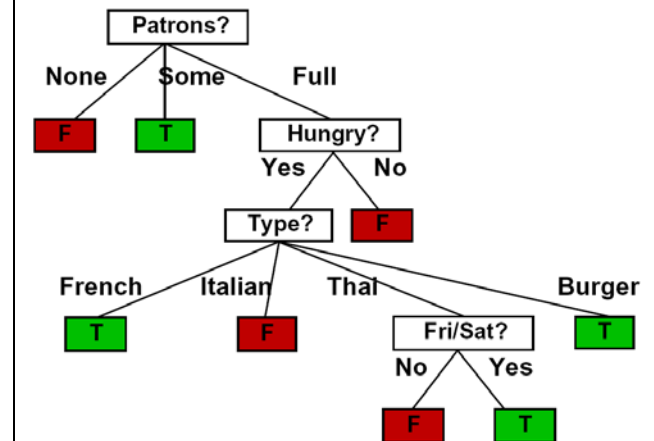 Patrons?
None Some Full
F T Hungry?
Yes No
Type? F
French Italian Thai Burger
T F Fri/Sat? T
No Yes
F T